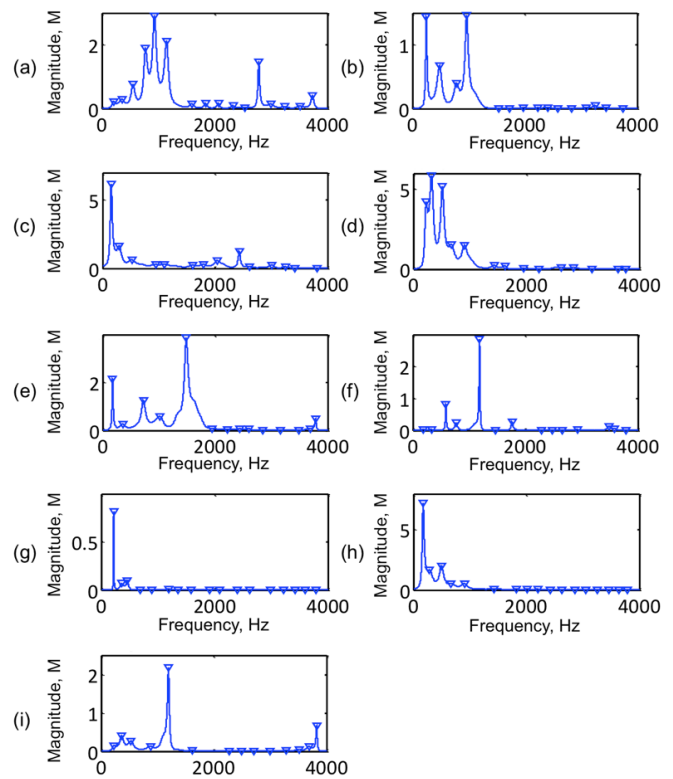 (a)
Magnitude, M
2
0
0 2000 4000
Frequency, Hz
(b)
Magnitude, M
1
0
0 2000 4000
Frequency, Hz
(c)
Magnitude, M
5
0
0 2000 4000
Frequency, Hz
(d)
Magnitude, M
5
0
0 2000 4000
Frequency, Hz
(e)
Magnitude, M
2
0
0 2000 4000
Frequency, Hz
(f)
Magnitude, M
2
1
0
0 2000 4000
Frequency, Hz
(g)
Magnitude, M
0.5
0
0 2000 4000
Frequency, Hz
(h)
Magnitude, M
5
0
0 2000 4000
Frequency, Hz
(i)
Magnitude, M
2
1
0
0 2000 4000